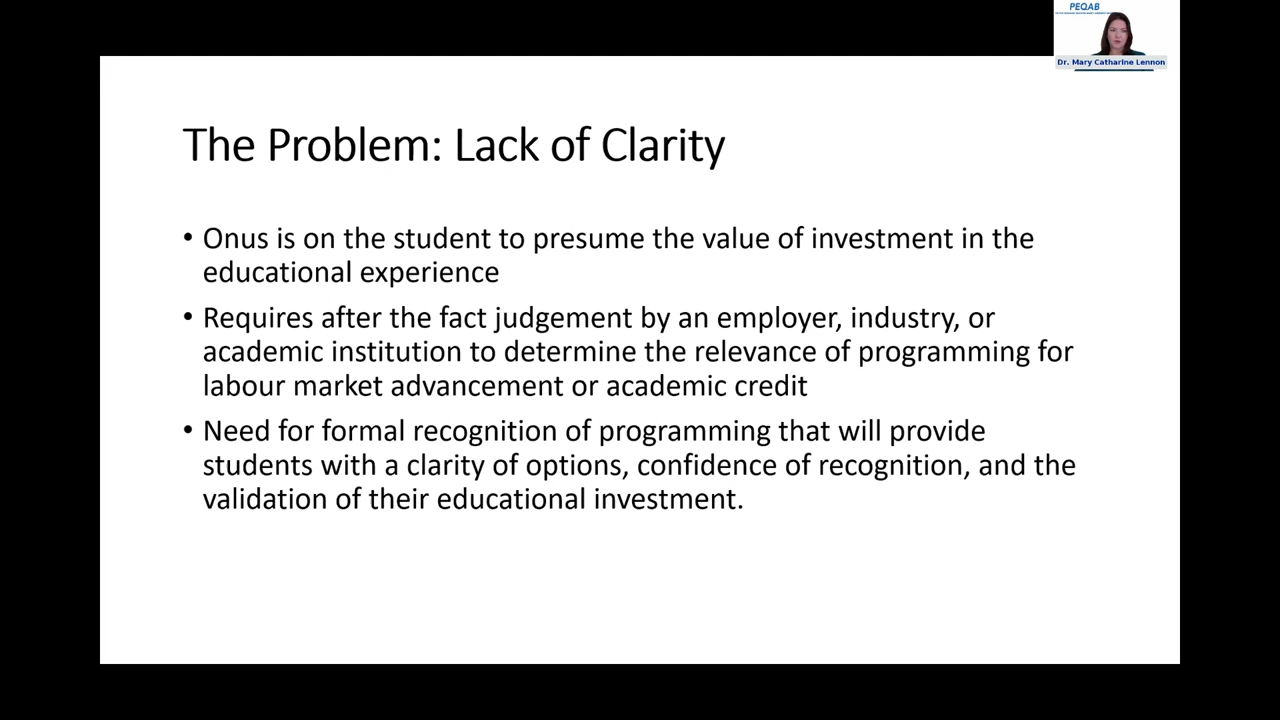 PEQAB
Dr. Mary Catharine Lennon
The Problem: Lack of Clarity
• Onus is on the student to presume the value of investment in the
educational experience
• Requires after the fact judgement by an employer, industry, or
academic institution to determine the relevance of programming for
labour market advancement or academic credit
• Need for formal recognition of programming that will provide
students with a clarity of options, confidence of recognition, and the
validation of their educational investment.